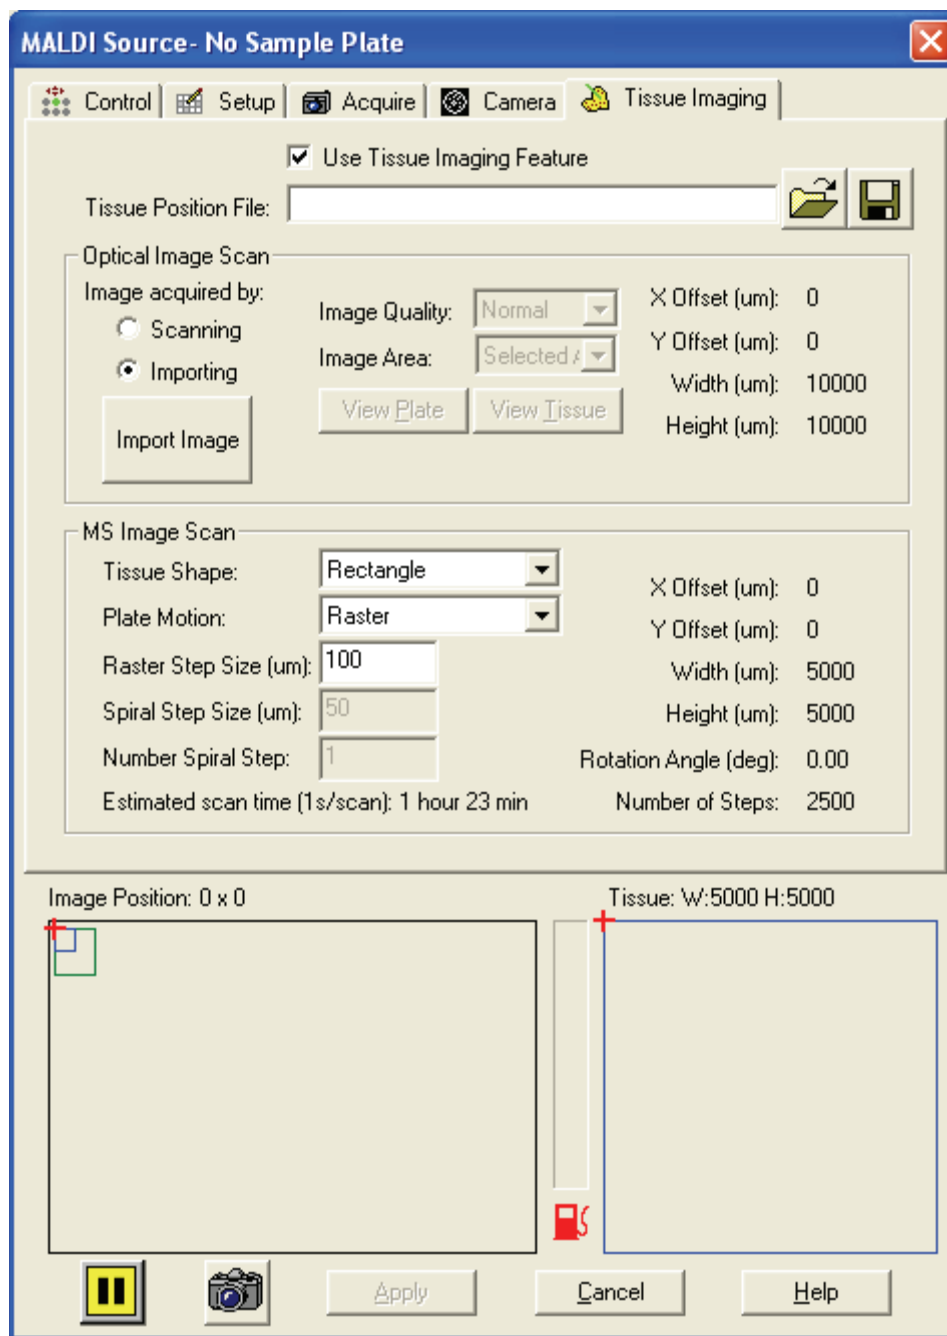 MALDI Source- No Sample Plate
Control Setup Acquire Camera Tissue Imaging
Use Tissue Imaging Feature
Tissue Position File:
Optical Image Scan
Image acquired by:
Scanning
Importing
Import Image
Image Quality: Normal
Image Area: Selected A
View Plate View Tissue
X Offset (um): 0
Y Offset (um): 0
Width (um): 10000
Height (um): 10000
MS Image Scan
Tissue Shape: Rectangle
Plate Motion: Raster
Raster Step Size (um): 100
Spiral Step Size (um): 50
Number Spiral Step: 1
Estimated scan time (1s/scan): 1 hour 23 min
X Offset (um): 0
Y Offset (um): 0
Width (um): 5000
Height (um): 5000
Rotation Angle (deg): 0.00
Number of Steps: 2500
Image Position: 0 x 0
Tissue: W:5000 H:5000
Apply Cancel Help